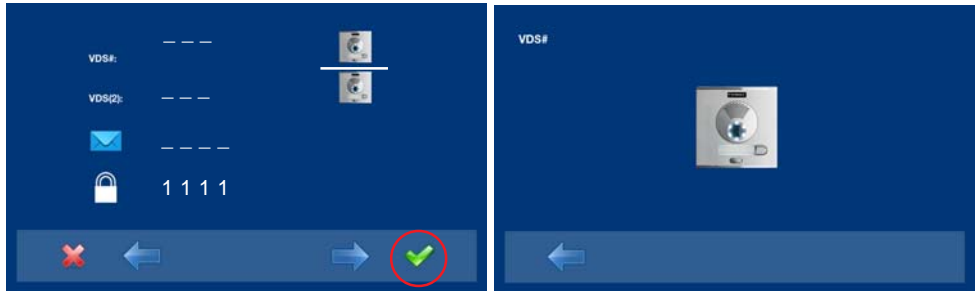 VDS#: _ _ _
VDS(2): _ _ _
_ _ _ _
1 1 1 1
VDS#